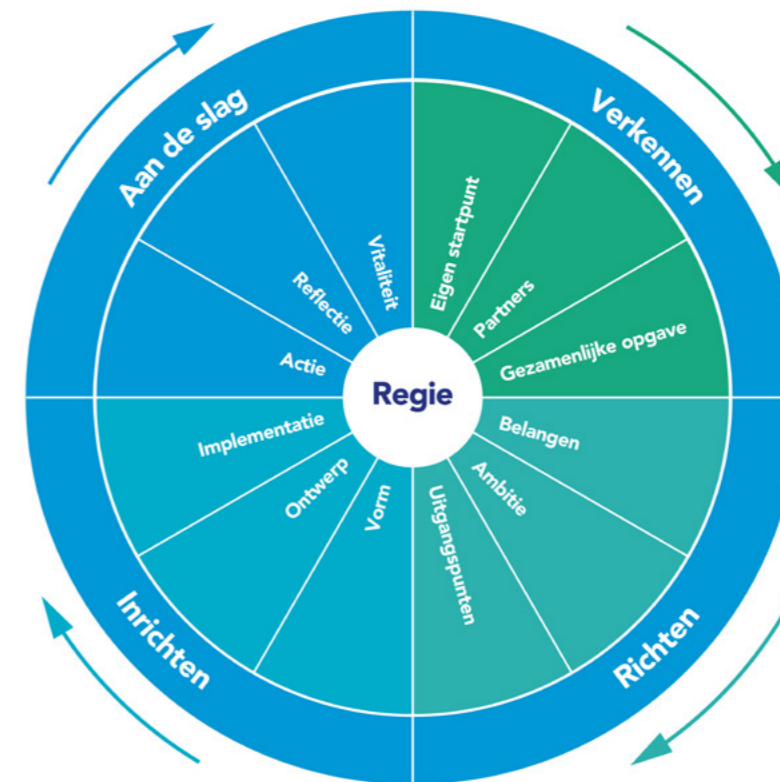 Aan de slag
Verkennen
Richten
Inrichten
Eigen startpunt
Partners
Gezamenlijke opgave
Belangen
Ambitie
Uitgangspunten
Vorm
Ontwerp
Implementatie
Actie
Reflectie
Vitaliteit
Regie